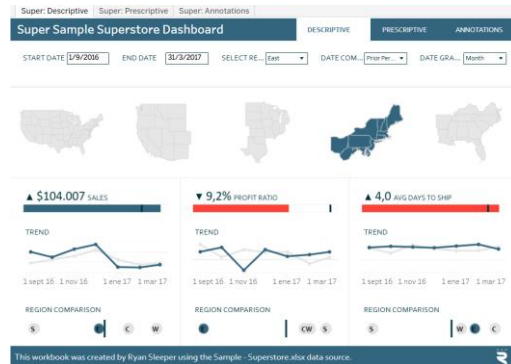 Super: Descriptive Super: Prescriptive Super: Annotations
Super Sample Superstore Dashboard DESCRIPTIVE PRESCRIPTIVE ANNOTATIONS
START DATE 1/9/2016 END DATE 31/3/2017 SELECT RE... East DATE COM... Prior Per... DATE GRA... Month
▲ $104.007 SALES ▼ 9,2% PROFIT RATIO ▲ 4,0 AVG DAYS TO SHIP
TREND TREND TREND
1 sept 16 1 nov 16 1 ene 17 1 mar 17 1 sept 16 1 nov 16 1 ene 17 1 mar 17 1 sept 16 1 nov 16 1 ene 17 1 mar 17
REGION COMPARISON REGION COMPARISON REGION COMPARISON
S E C W E CW S S W E C
This workbook was created by Ryan Sleeper using the Sample - Superstore.xlsx data source.